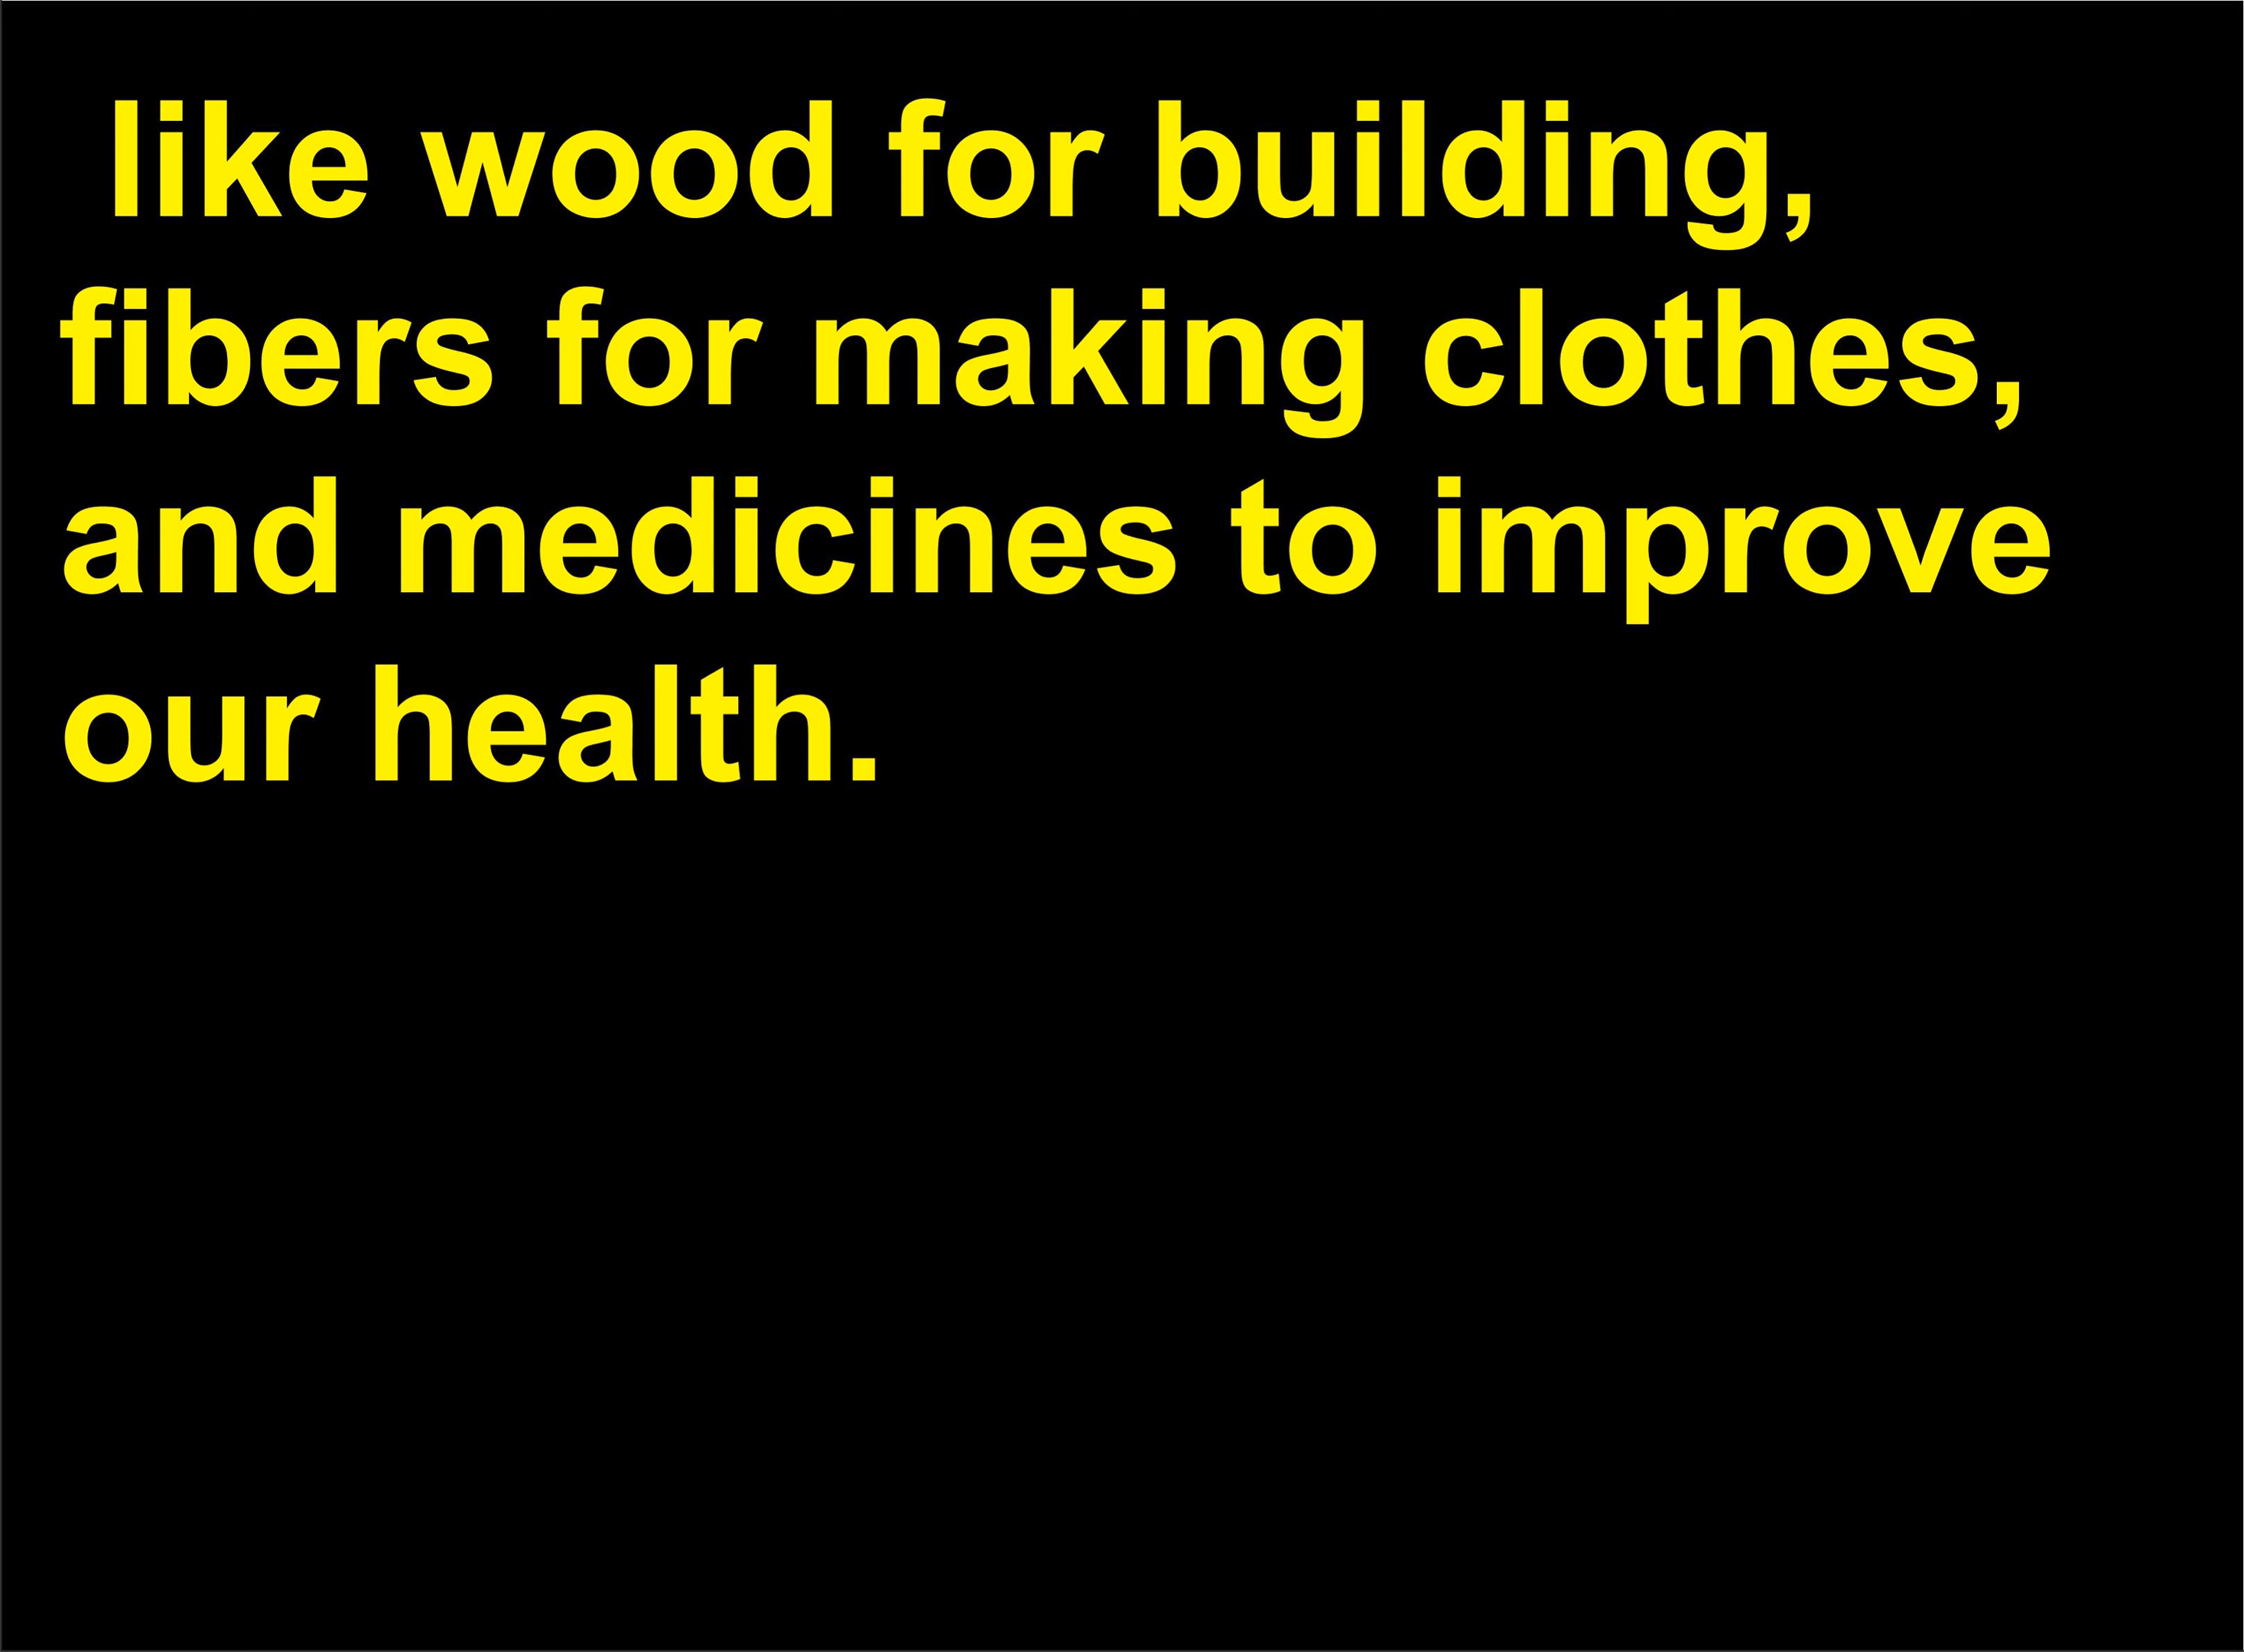 like wood for building,
fibers for making clothes,
and medicines to improve
our health.